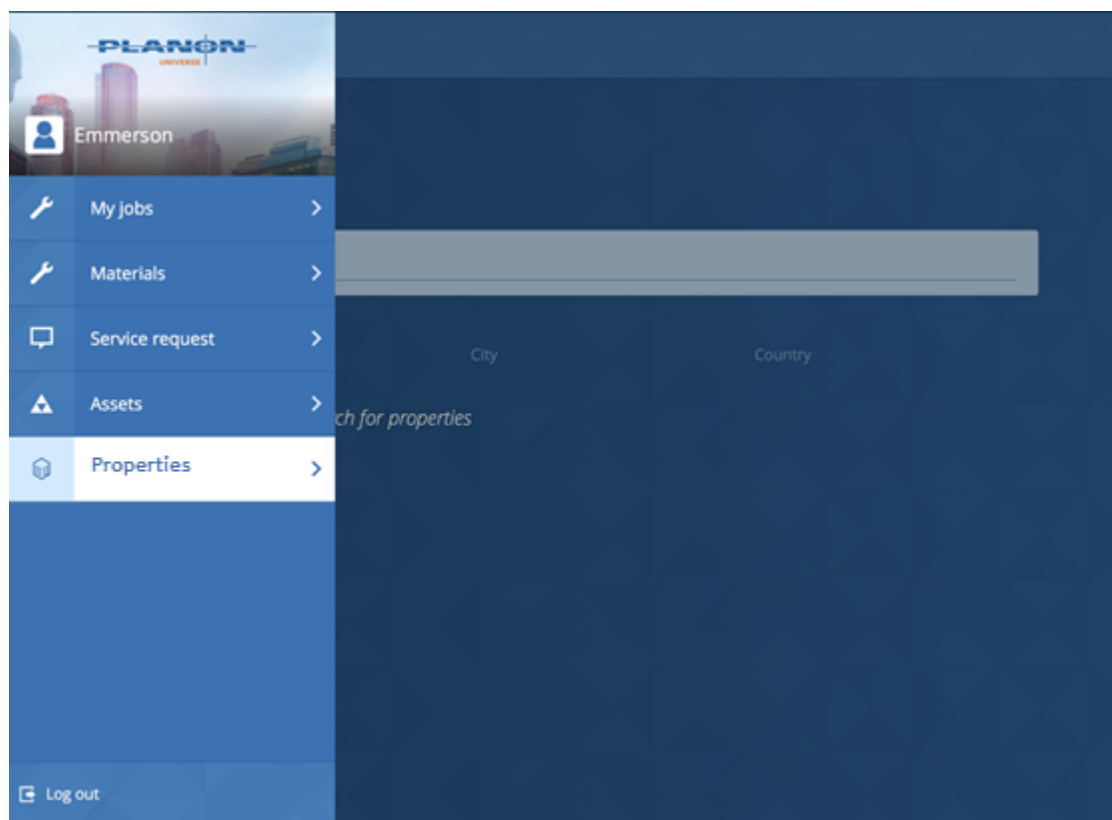 PLANON
UNIVERSE
Emmerson
My jobs
Materials
Service request
Assets
Properties
Log out
City
Country
ch for properties